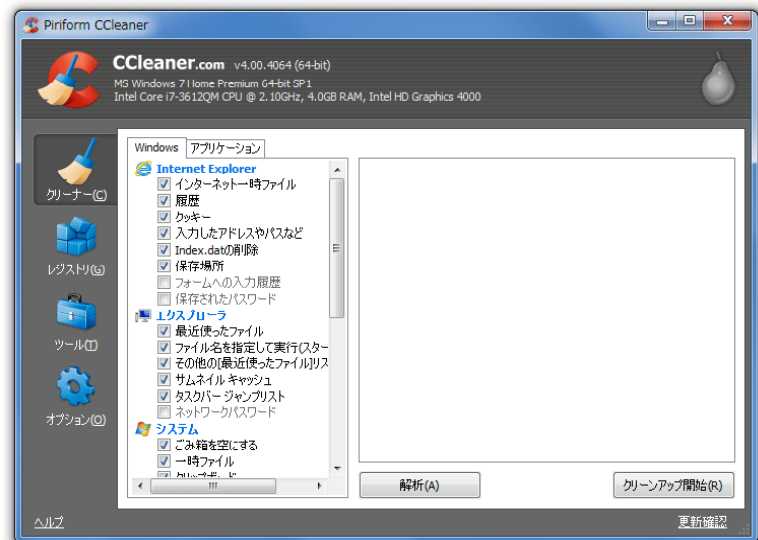 Piriform CCleaner
CCleaner.com v4.00.4064 (64-bit)
MS Windows 7 Home Premium 64-bit SP1
Intel Core i7-3612QM CPU @ 2.10GHz, 4.0GB RAM, Intel HD Graphics 4000
クリーナー(C)
レジストリ(G)
ツール(T)
オプション(O)
Windows アプリケーション
Internet Explorer
インターネット一時ファイル
履歴
クッキー
入力したアドレスやパスなど
Index.datの削除
保存場所
フォームへの入力履歴
保存されたパスワード
エクスプローラ
最近使ったファイル
ファイル名を指定して実行(スター
その他の[最近使ったファイル]リス
サムネイル キャッシュ
タスクバー ジャンプリスト
ネットワークパスワード
システム
ごみ箱を空にする
一時ファイル
クリップボード
解析(A) クリーンアップ開始(R)
ヘルプ 更新確認